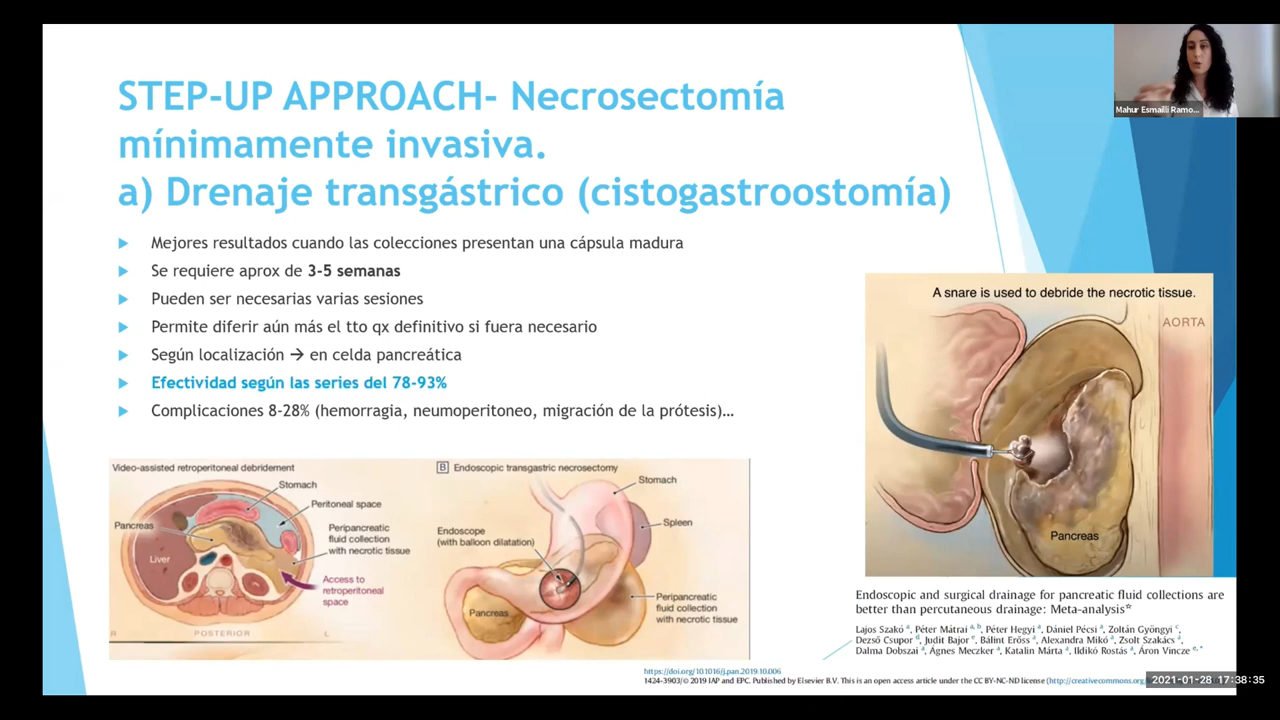 STEP-UP APPROACH- Necrosectomía
mínimamente invasiva.
a) Drenaje transgástrico (cistogastroostomía)
Mahur Esmailli Ramo...
Mejores resultados cuando las colecciones presentan una cápsula madura
Se requiere aprox de 3-5 semanas
Pueden ser necesarias varias sesiones
Permite diferir aún más el tto qx definitivo si fuera necesario
Según localización → en celda pancreática
Efectividad según las series del 78-93%
Complicaciones 8-28% (hemorragia, neumoperitoneo, migración de la prótesis)…
A snare is used to debride the necrotic tissue.
AORTA
Pancreas
Video-assisted retroperitoneal debridement
Stomach
Peritoneal space
Pancreas
Peripancreatic
fluid collection
with necrotic tissue
Liver
Access to
retroperitoneal
space
R
POSTERIOR
L
B Endoscopic transgastric necrosectomy
Stomach
Spleen
Endoscope
(with balloon dilatation)
Pancreas
Peripancreatic
fluid collection
with necrotic tissue
Endoscopic and surgical drainage for pancreatic fluid collections are
better than percutaneous drainage: Meta-analysis☆
Lajos Szakó a, Péter Mátrai a, b, Péter Hegyi a, Dániel Pécsi a, Zoltán Gyöngyi c,
Dezső Csupor d, Judit Bajor e, Bálint Erőss a, Alexandra Mikó a, Zsolt Szakács a,
Dalma Dobszai a, Ágnes Meczker a, Katalin Márta a, Ildikó Rostás a, Áron Vincze e, *
https://doi.org/10.1016/j.pan.2019.10.006
1424-3903/© 2019 IAP and EPC. Published by Elsevier B.V. This is an open access article under the CC BY-NC-ND license (http://creativecommons.org
2021-01-28 17:38:35